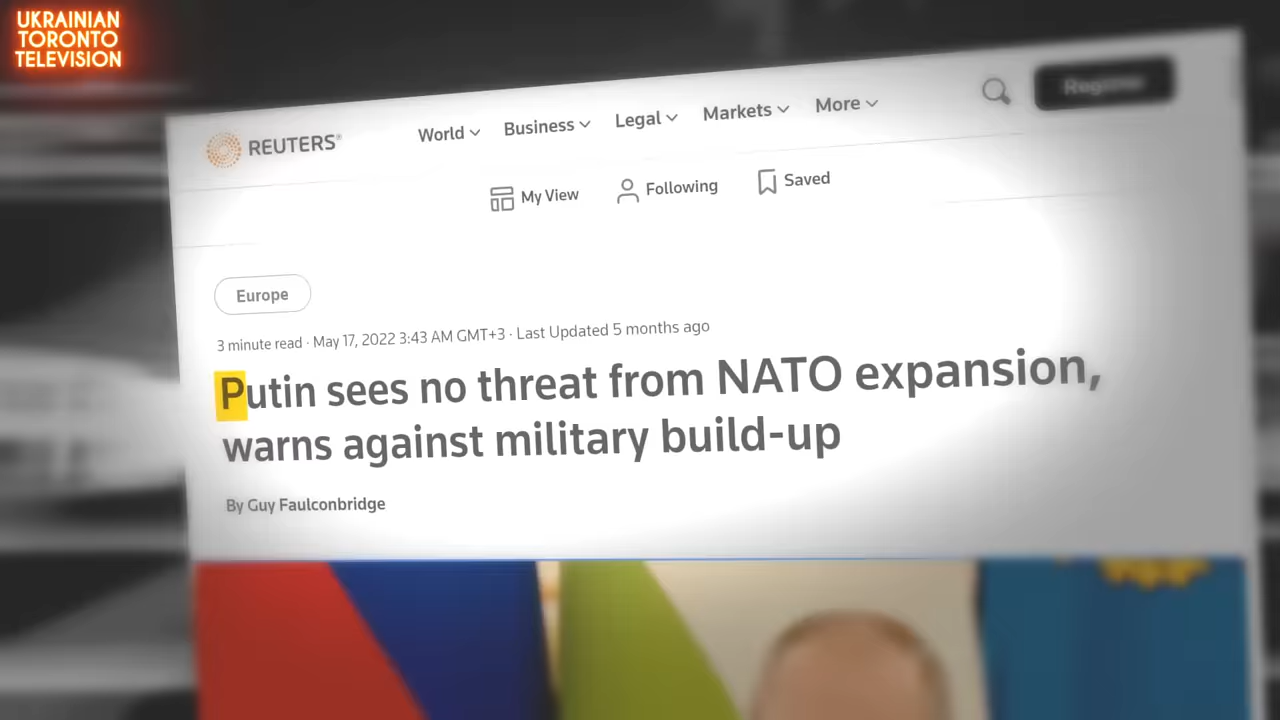 UKRAINIAN
TORONTO
TELEVISION
REUTERS®
World Business Legal Markets More
Register
My View Following Saved
Europe
3 minute read · May 17, 2022 3:43 AM GMT+3 · Last Updated 5 months ago
Putin sees no threat from NATO expansion,
warns against military build-up
By Guy Faulconbridge